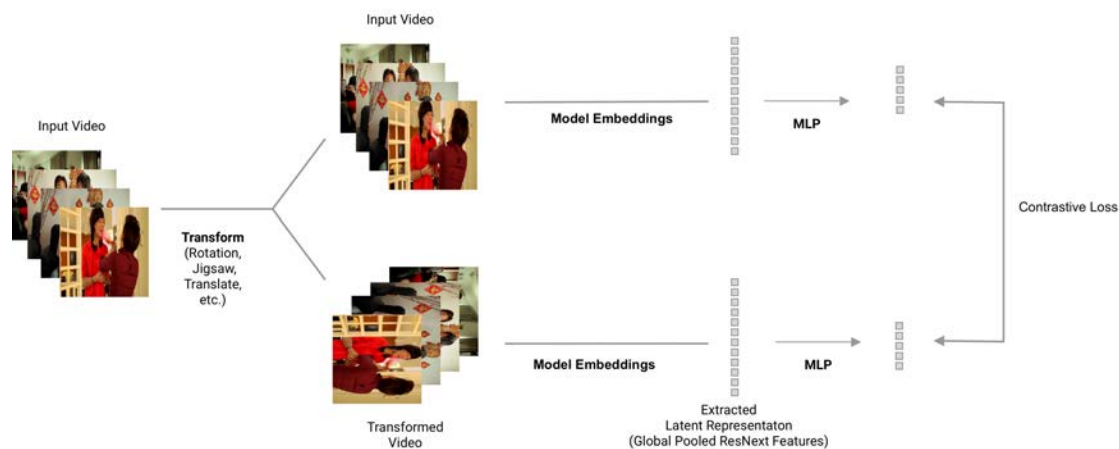 Input Video
Input Video
Model Embeddings
MLP
Contrastive Loss
Transform
(Rotation,
Jigsaw,
Translate,
etc.)
Model Embeddings
MLP
Transformed
Video
Extracted
Latent Representaton
(Global Pooled ResNext Features)